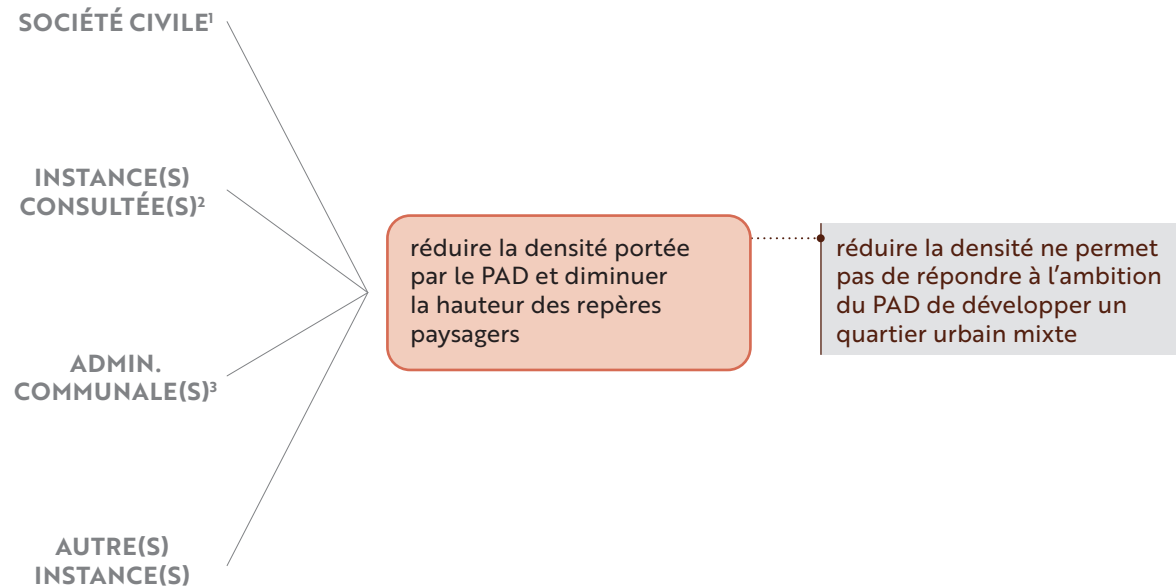 SOCIÉTÉ CIVILE¹
INSTANCE(S)
CONSULTÉE(S)²
ADMIN.
COMMUNALE(S)³
AUTRE(S)
INSTANCE(S)
réduire la densité portée
par le PAD et diminuer
la hauteur des repères
paysagers
réduire la densité ne permet
pas de répondre à l’ambition
du PAD de développer un
quartier urbain mixte